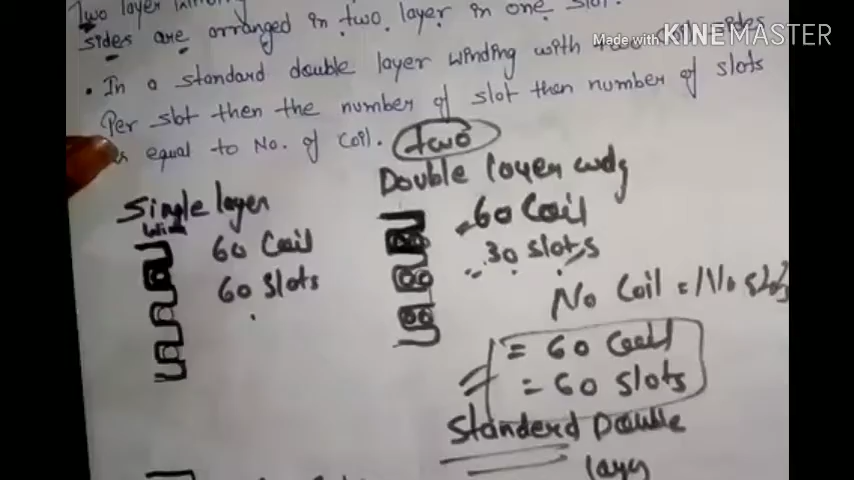 Two layer
sides are arranged in two layer in one slot.
Made with KINEMASTER
• In a standard double layer winding with sides
Per slot then the number of slot then number of slots
is equal to No. of Coil. two
Double layer wdg
Single layer
60 Coil
60 Slots
60 Coil
30 slots
No Coil = No slots
= 60 Coil
= 60 Slots
Standerd Double
layer